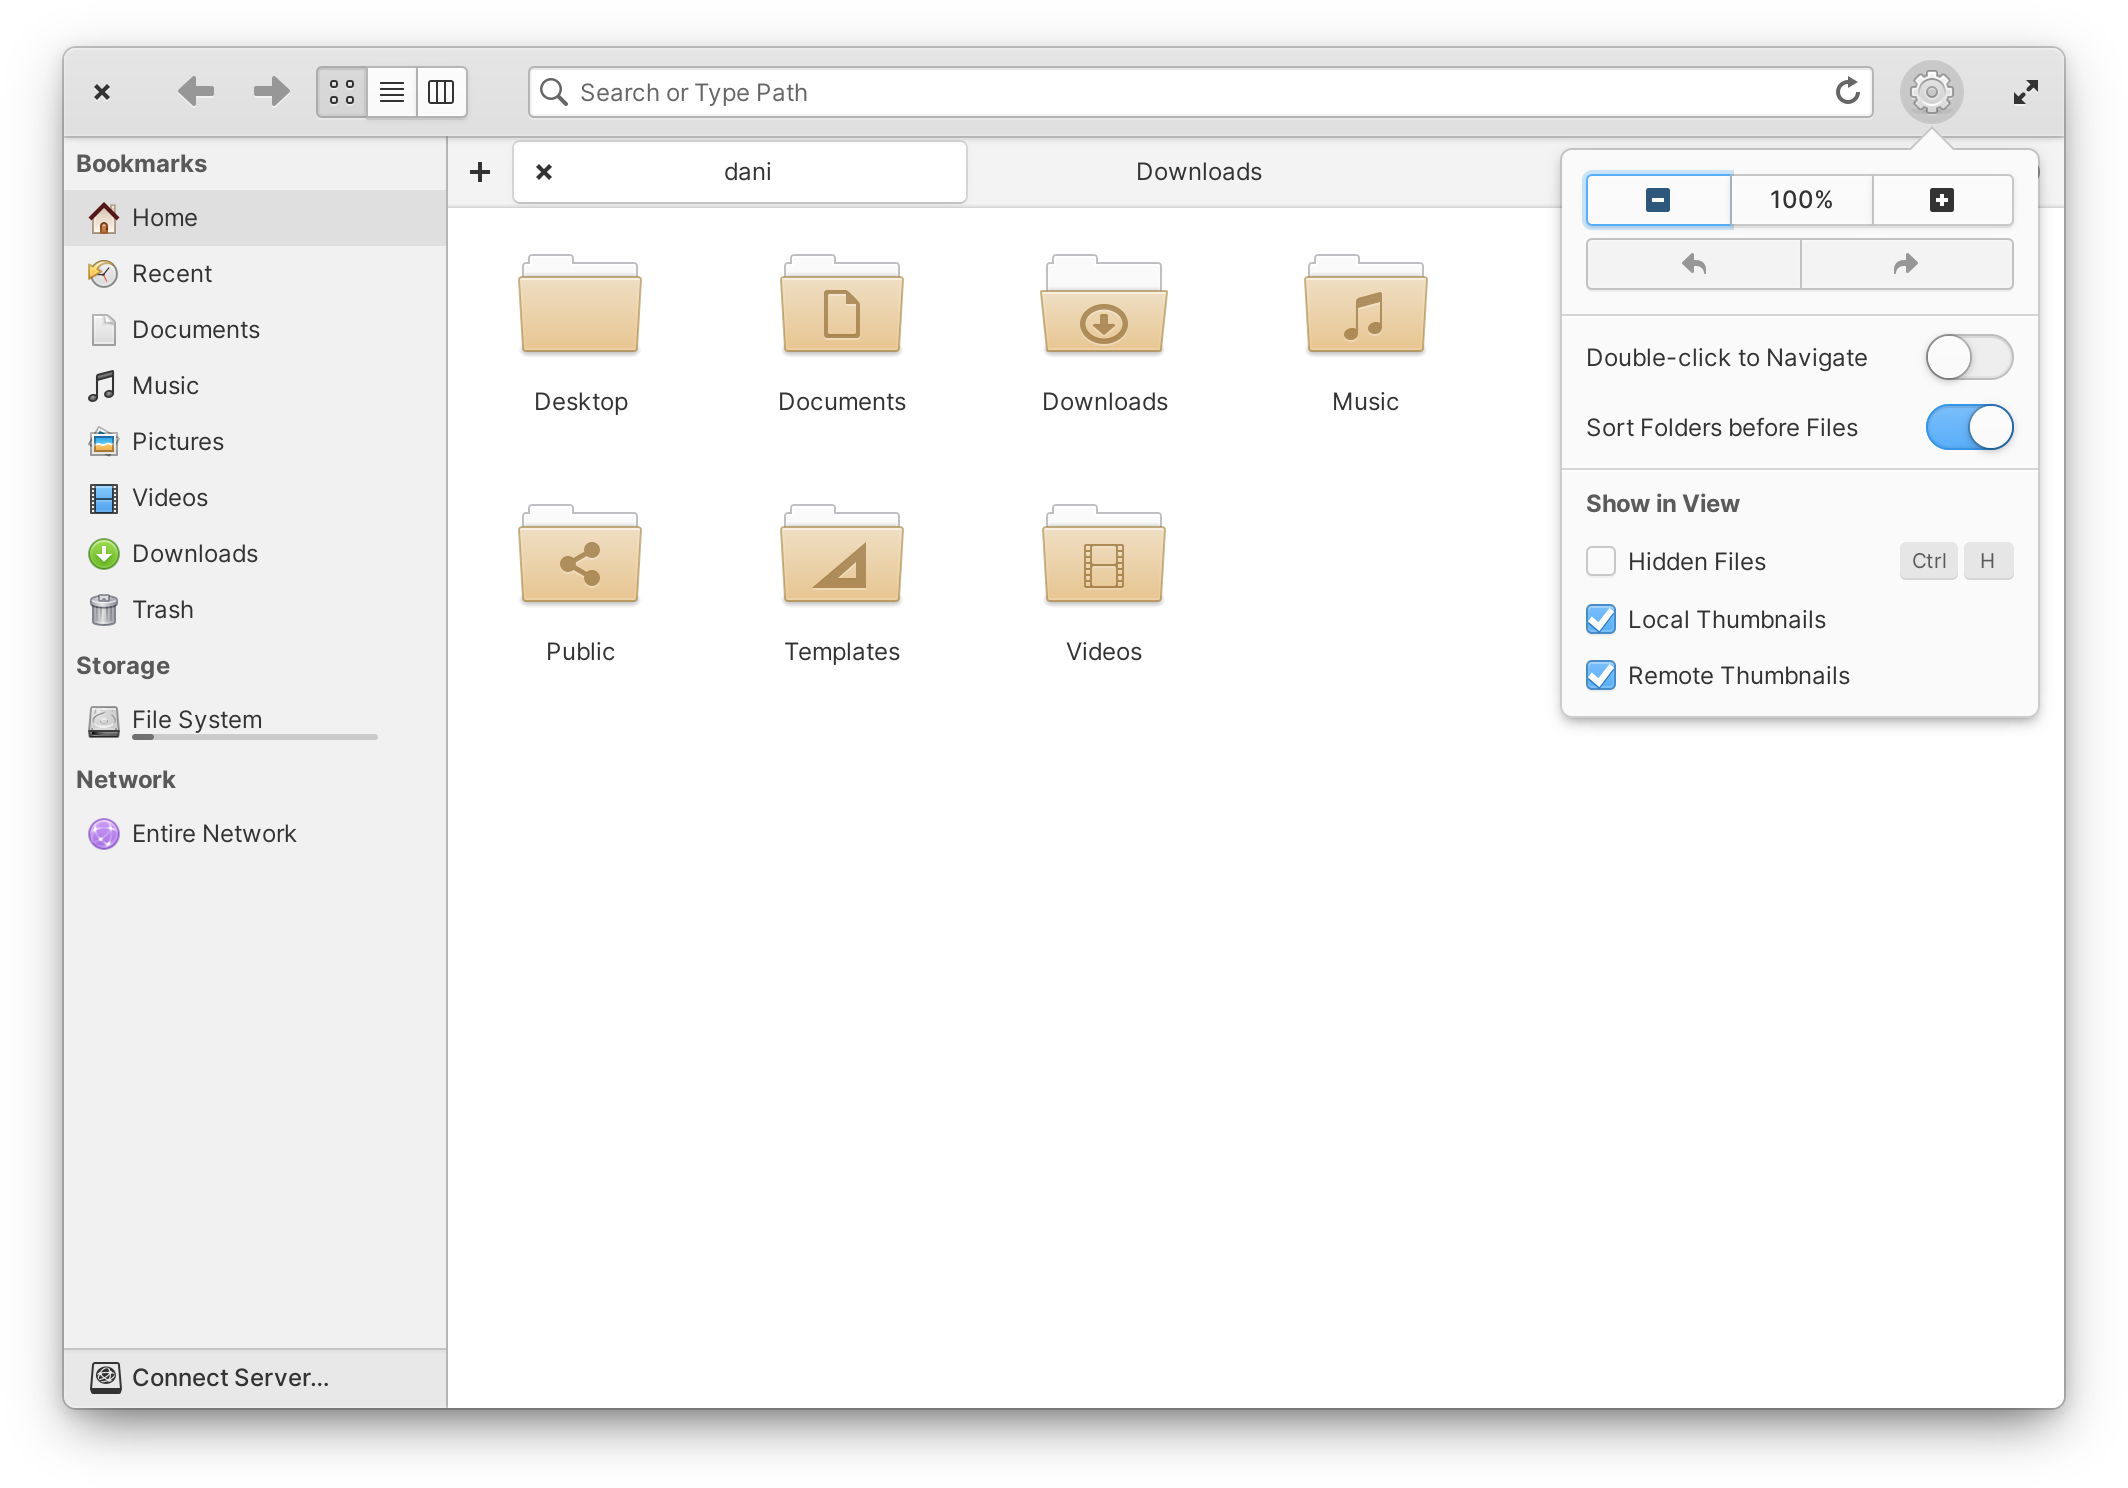 Search or Type Path
Bookmarks
Home
Recent
Documents
Music
Pictures
Videos
Downloads
Trash
Storage
File System
Network
Entire Network
Connect Server...
dani
Downloads
Desktop
Documents
Downloads
Music
Public
Templates
Videos
100%
Double-click to Navigate
Sort Folders before Files
Show in View
Hidden Files Ctrl H
Local Thumbnails
Remote Thumbnails